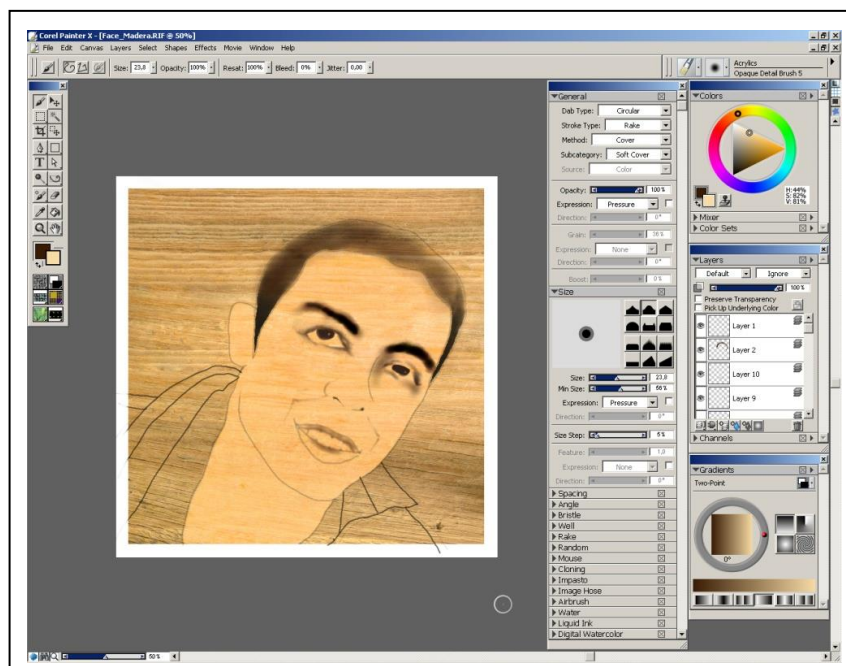 Corel Painter X - [Face_Madera.RIF @ 50%]
File Edit Canvas Layers Select Shapes Effects Movie Window Help
Size: 23,8 Opacity: 100% Resat: 100% Bleed: 0% Jitter: 0,00
Acrylics
Opaque Detail Brush 5
General
Dab Type: Circular
Stroke Type: Rake
Method: Cover
Subcategory: Soft Cover
Source: Color
Opacity: 100%
Expression: Pressure
Direction: 0°
Grain: 36%
Expression: None
Direction: 0°
Boost: 0%
Size
Size: 23,8
Min Size: 56%
Expression: Pressure
Direction: 0°
Size Step: 5%
Feature: 1,0
Expression: None
Direction: 0°
Spacing
Angle
Bristle
Well
Rake
Random
Mouse
Cloning
Impasto
Image Hose
Airbrush
Water
Liquid Ink
Digital Watercolor
Colors
H: 44%
S: 82%
V: 81%
Mixer
Color Sets
Layers
Default Ignore
100%
Preserve Transparency
Pick Up Underlying Color
Layer 1
Layer 2
Layer 10
Layer 9
Channels
Gradients
Two-Point
0°
T
50%